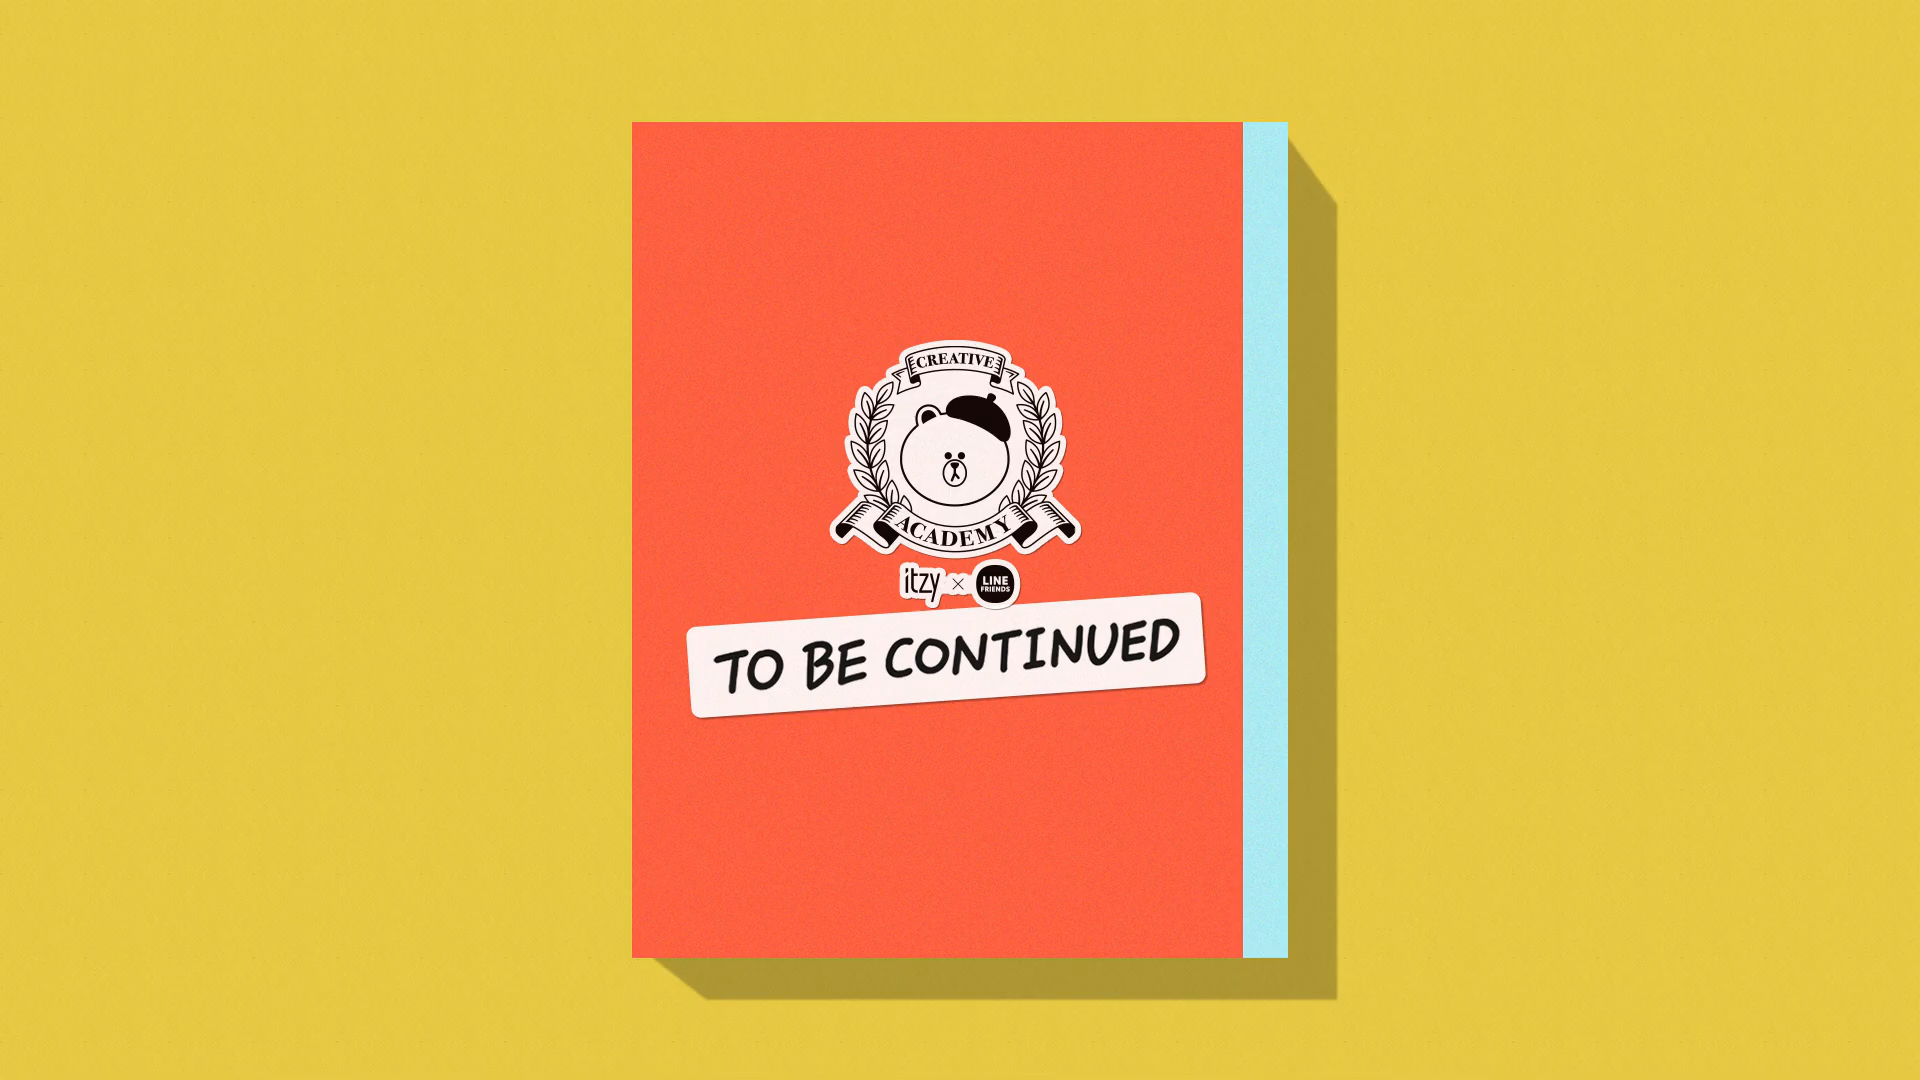 CREATIVE
ACADEMY
itzy × LINE
FRIENDS
TO BE CONTINUED